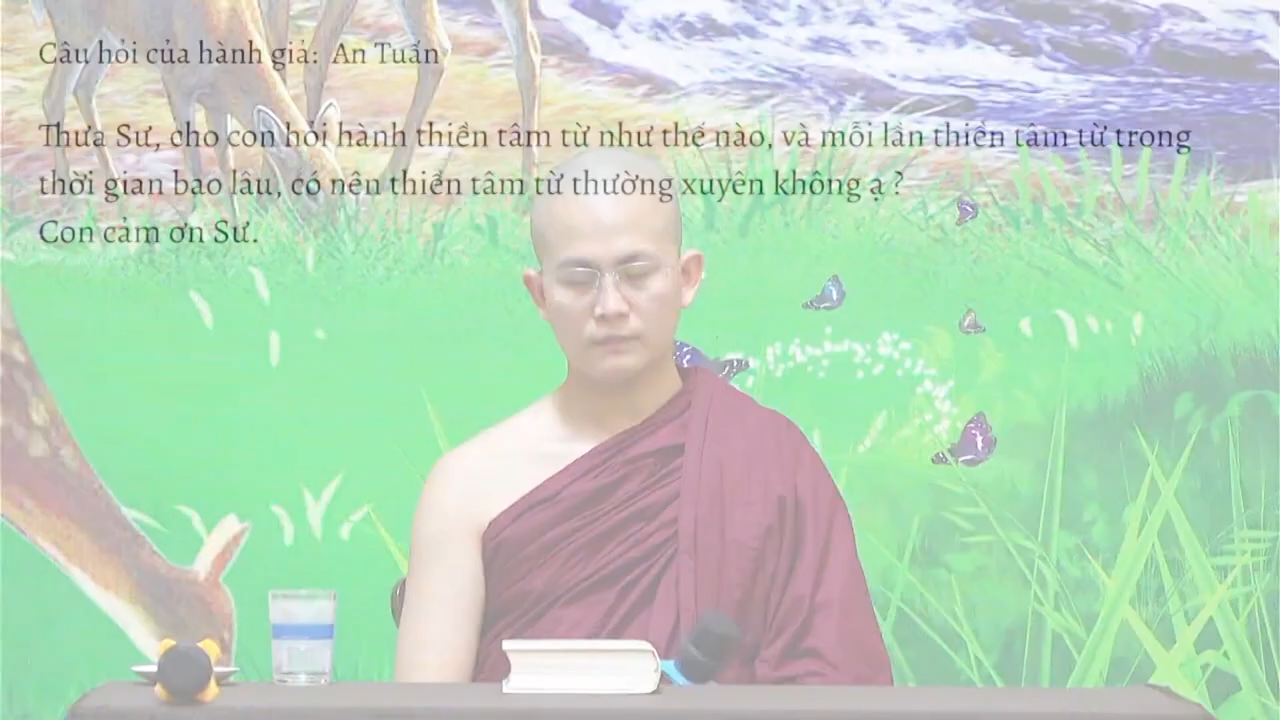 Câu hỏi của hành giả: An Tuấn
Thưa Sư, cho con hỏi hành thiền tâm từ như thế nào, và mỗi lần thiền tâm từ trong
thời gian bao lâu, có nên thiền tâm từ thường xuyên không ạ ?
Con cảm ơn Sư.